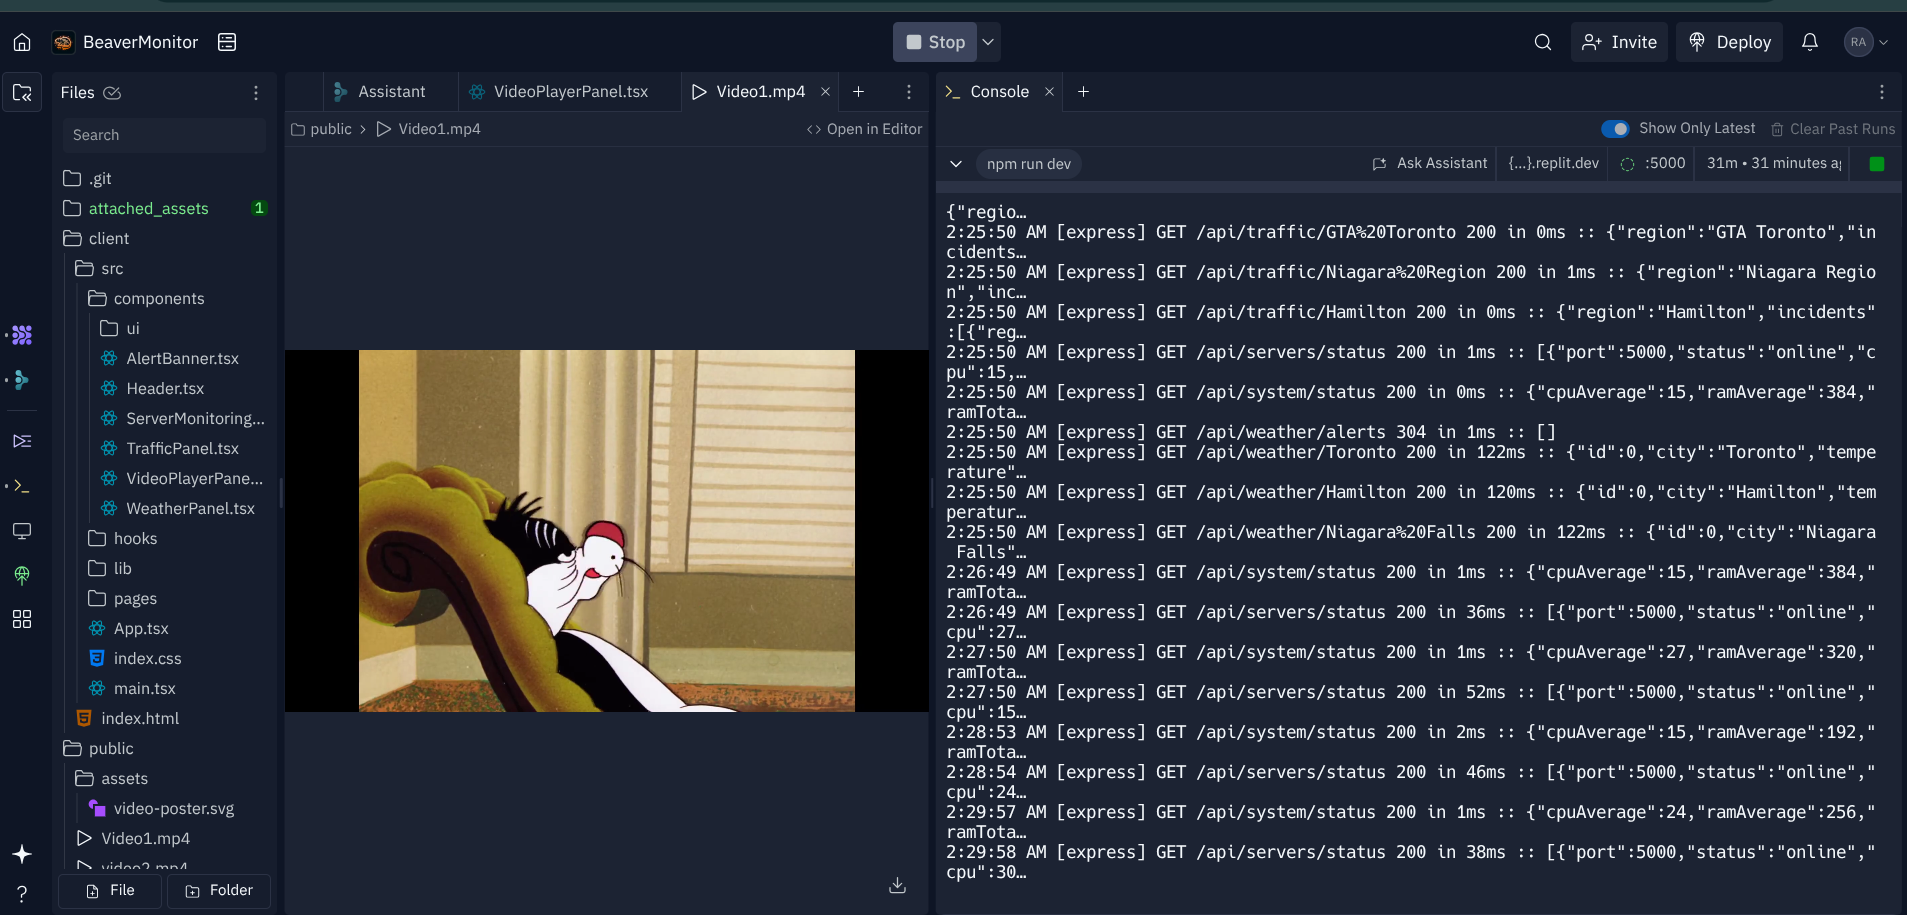 BeaverMonitor
Stop
Invite
Deploy
RA
Files
Search
.git
attached_assets 1
client
src
components
ui
AlertBanner.tsx
Header.tsx
ServerMonitoring...
TrafficPanel.tsx
VideoPlayerPane...
WeatherPanel.tsx
hooks
lib
pages
App.tsx
index.css
main.tsx
index.html
public
assets
video-poster.svg
Video1.mp4
video2.mp4
File
Folder
?
Assistant
VideoPlayerPanel.tsx
Video1.mp4
public > Video1.mp4
Open in Editor
Console
Show Only Latest
Clear Past Runs
npm run dev
Ask Assistant
{...}.replit.dev
:5000
31m • 31 minutes a
{"regio…
2:25:50 AM [express] GET /api/traffic/GTA%20Toronto 200 in 0ms :: {"region":"GTA Toronto","in
cidents…
2:25:50 AM [express] GET /api/traffic/Niagara%20Region 200 in 1ms :: {"region":"Niagara Regio
n","inc…
2:25:50 AM [express] GET /api/traffic/Hamilton 200 in 0ms :: {"region":"Hamilton","incidents"
:[{"reg…
2:25:50 AM [express] GET /api/servers/status 200 in 1ms :: [{"port":5000,"status":"online","c
pu":15,…
2:25:50 AM [express] GET /api/system/status 200 in 0ms :: {"cpuAverage":15,"ramAverage":384,"
ramTota…
2:25:50 AM [express] GET /api/weather/alerts 304 in 1ms :: []
2:25:50 AM [express] GET /api/weather/Toronto 200 in 122ms :: {"id":0,"city":"Toronto","tempe
rature"…
2:25:50 AM [express] GET /api/weather/Hamilton 200 in 120ms :: {"id":0,"city":"Hamilton","tem
peratur…
2:25:50 AM [express] GET /api/weather/Niagara%20Falls 200 in 122ms :: {"id":0,"city":"Niagara
Falls"…
2:26:49 AM [express] GET /api/system/status 200 in 1ms :: {"cpuAverage":15,"ramAverage":384,"
ramTota…
2:26:49 AM [express] GET /api/servers/status 200 in 36ms :: [{"port":5000,"status":"online","
cpu":27…
2:27:50 AM [express] GET /api/system/status 200 in 1ms :: {"cpuAverage":27,"ramAverage":320,"
ramTota…
2:27:50 AM [express] GET /api/servers/status 200 in 52ms :: [{"port":5000,"status":"online","
cpu":15…
2:28:53 AM [express] GET /api/system/status 200 in 2ms :: {"cpuAverage":15,"ramAverage":192,"
ramTota…
2:28:54 AM [express] GET /api/servers/status 200 in 46ms :: [{"port":5000,"status":"online","
cpu":24…
2:29:57 AM [express] GET /api/system/status 200 in 1ms :: {"cpuAverage":24,"ramAverage":256,"
ramTota…
2:29:58 AM [express] GET /api/servers/status 200 in 38ms :: [{"port":5000,"status":"online","
cpu":30…